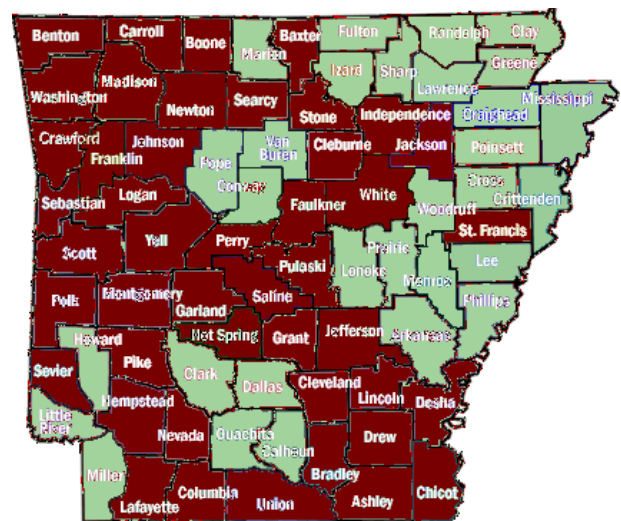 Benton
Carroll
Boone
Baxter
Fulton
Randolph
Clay
Marion
Izard
Sharp
Greene
Washington
Madison
Newton
Searcy
Stone
Independence
Lawrence
Craighead
Mississippi
Crawford
Franklin
Johnson
Pope
Van
Buren
Cleburne
Jackson
Poinsett
Sebastian
Logan
Conway
Faulkner
White
Woodruff
Cross
Crittenden
Scott
Yell
Perry
Pulaski
Lonoke
Prairie
St. Francis
Lee
Polk
Montgomery
Garland
Saline
Monroe
Phillips
Howard
Pike
Hot Spring
Grant
Jefferson
Arkansas
Sevier
Clark
Dallas
Cleveland
Lincoln
Desha
Little
River
Hempstead
Nevada
Ouachita
Calhoun
Drew
Miller
Lafayette
Columbia
Union
Bradley
Ashley
Chicot